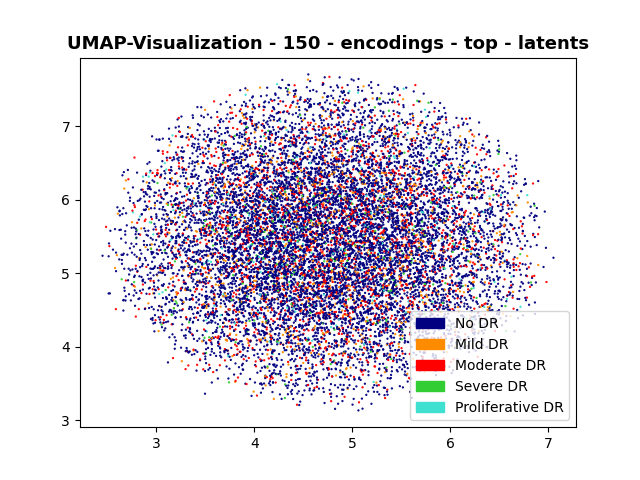 UMAP-Visualization - 150 - encodings - top - latents
7
6
5
4
3
No DR
Mild DR
Moderate DR
Severe DR
Proliferative DR
3 4 5 6 7